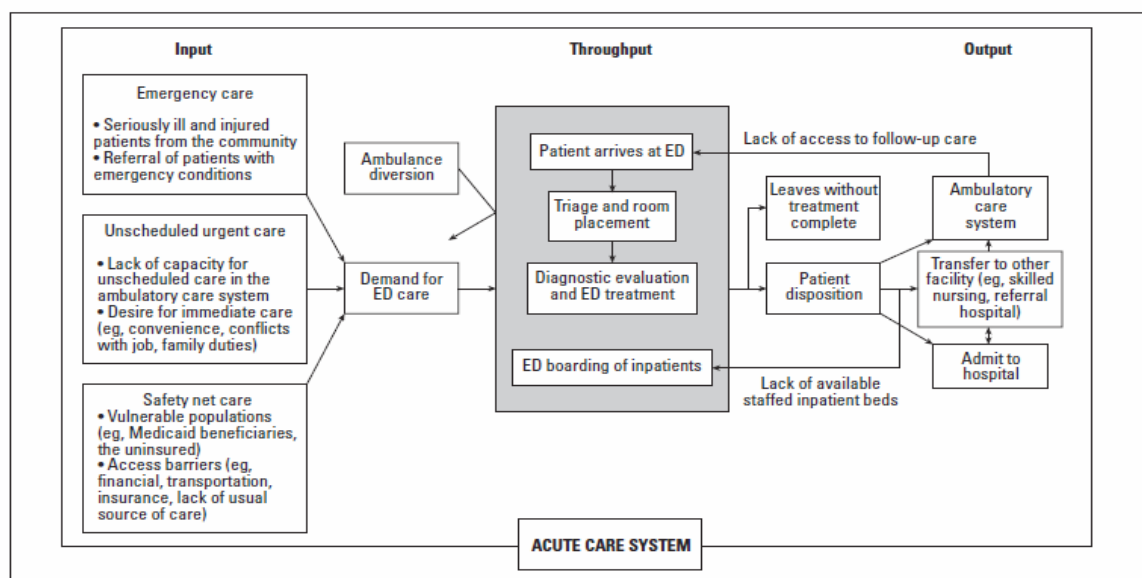 Input
Throughput
Output
Emergency care
• Seriously ill and injured
patients from the community
• Referral of patients with
emergency conditions
Unscheduled urgent care
• Lack of capacity for
unscheduled care in the
ambulatory care system
• Desire for immediate care
(eg, convenience, conflicts
with job, family duties)
Safety net care
• Vulnerable populations
(eg, Medicaid beneficiaries,
the uninsured)
• Access barriers (eg,
financial, transportation,
insurance, lack of usual
source of care)
Ambulance
diversion
Demand for
ED care
Patient arrives at ED
Triage and room
placement
Diagnostic evaluation
and ED treatment
ED boarding of inpatients
Lack of access to follow-up care
Leaves without
treatment
complete
Patient
disposition
Lack of available
staffed inpatient beds
Ambulatory
care
system
Transfer to other
facility (eg, skilled
nursing, referral
hospital)
Admit to
hospital
ACUTE CARE SYSTEM